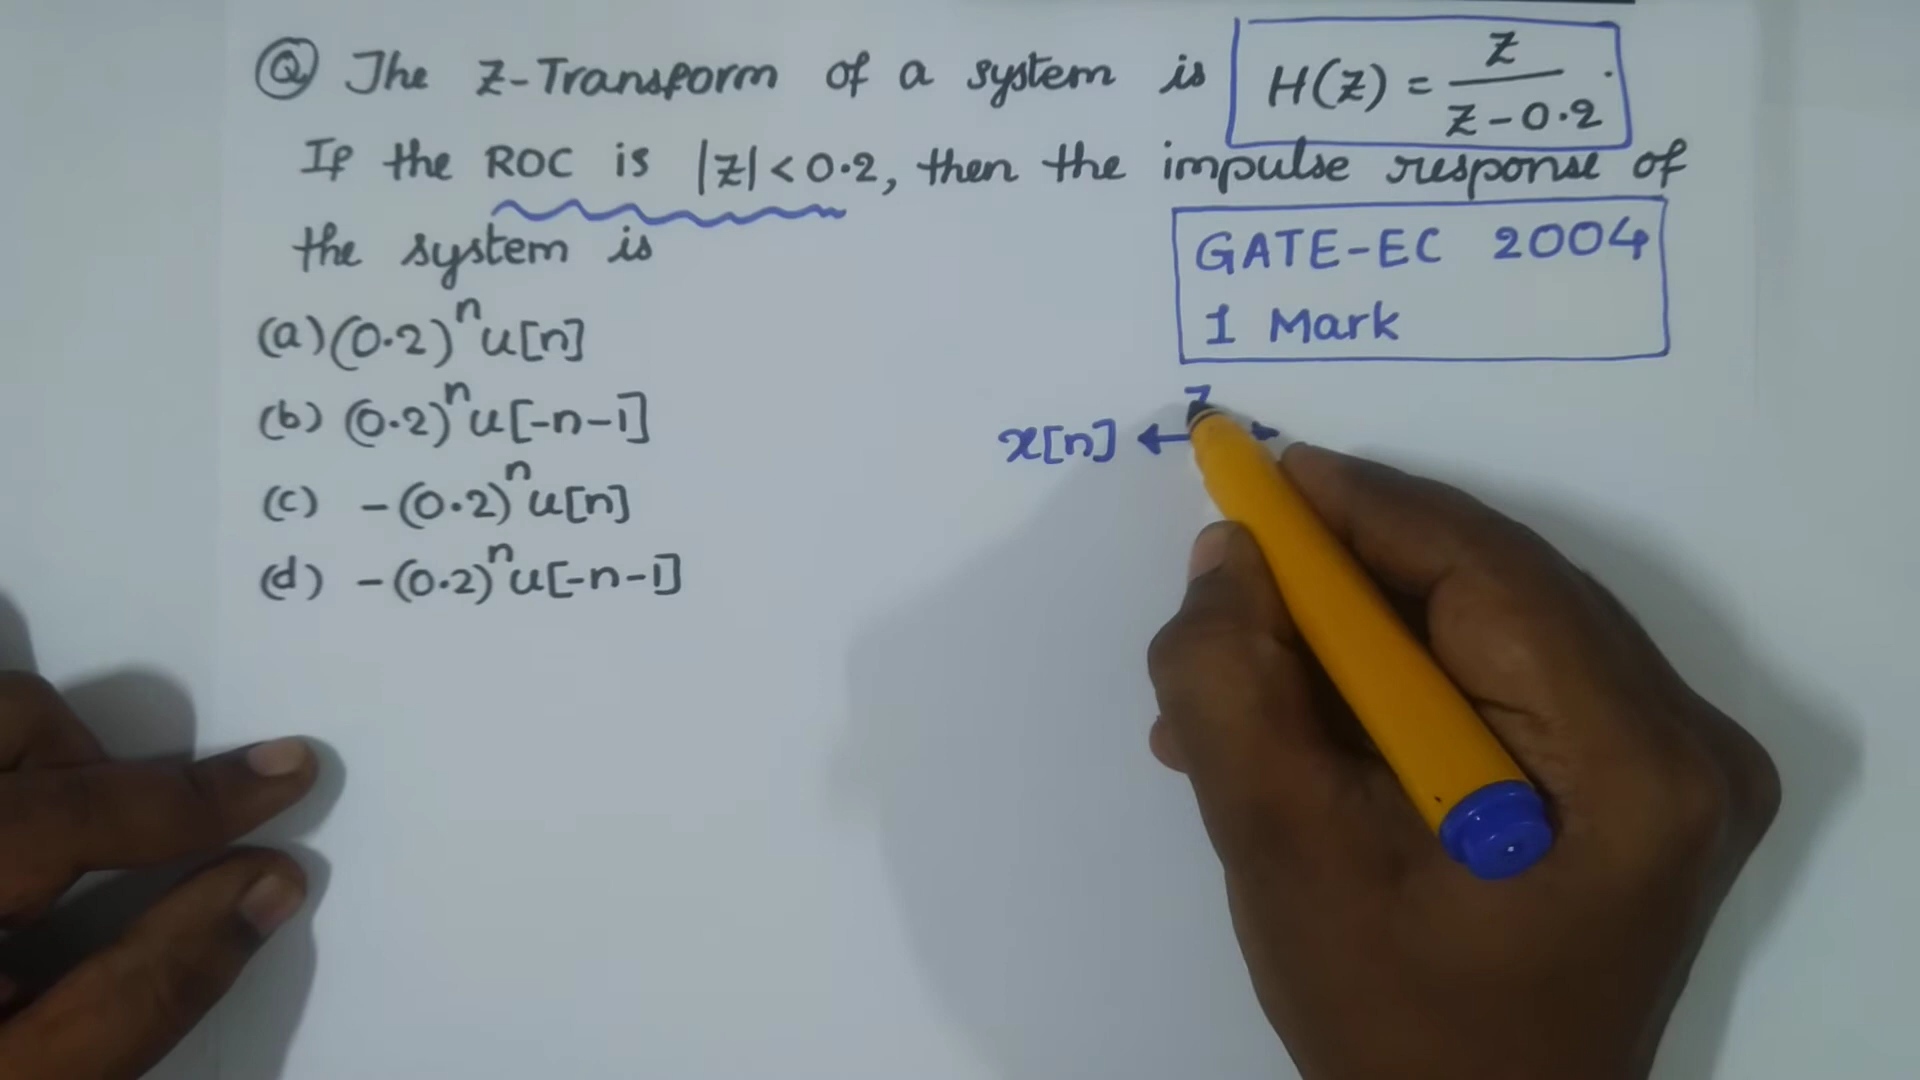 Q The Z-Transform of a system is H(z) = z / z - 0.2 .
If the ROC is |z| < 0.2, then the impulse response of
the system is
GATE-EC 2004
1 Mark
(a) (0.2)^n u[n]
(b) (0.2)^n u[-n-1]
(c) -(0.2)^n u[n]
(d) -(0.2)^n u[-n-1]
x[n] ↔